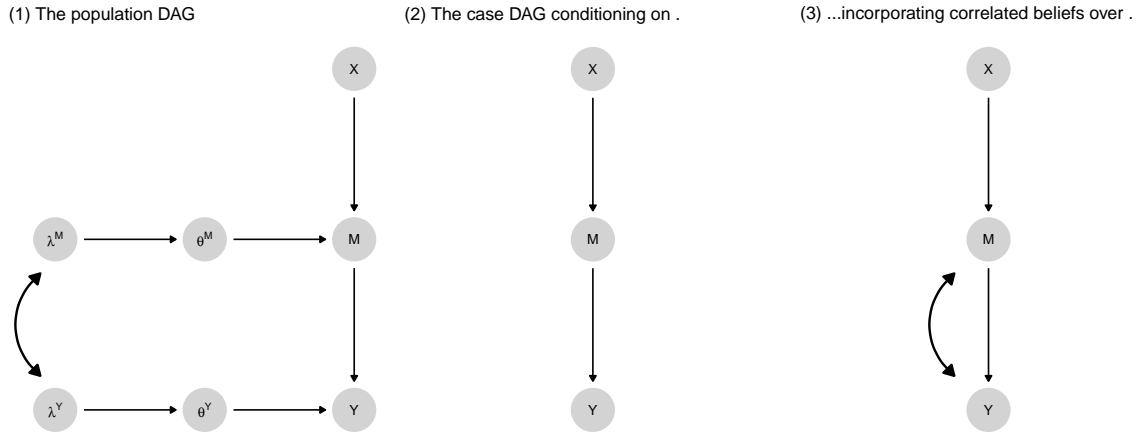 (1) The population DAG
(2) The case DAG conditioning on .
(3) ...incorporating correlated beliefs over .
X
X
X
λ^M
θ^M
M
M
M
λ^Y
θ^Y
Y
Y
Y